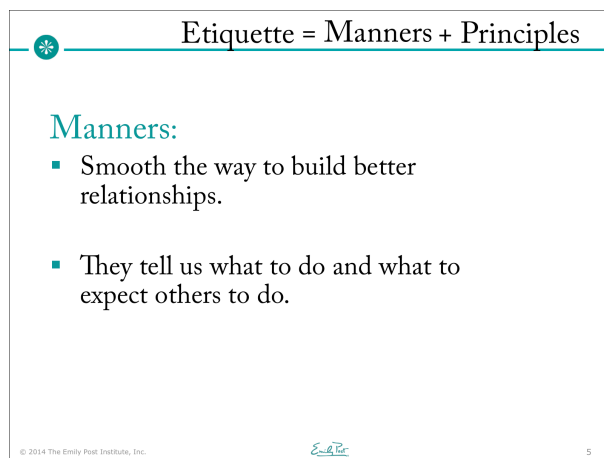 Etiquette = Manners + Principles
Manners:
▪ Smooth the way to build better
relationships.
▪ They tell us what to do and what to
expect others to do.
© 2014 The Emily Post Institute, Inc.
Emily Post
5